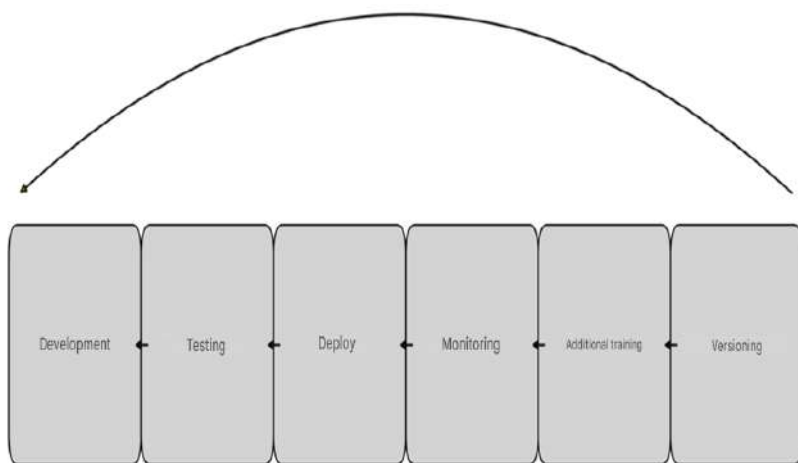 Development
Testing
Deploy
Monitoring
Additional training
Versioning